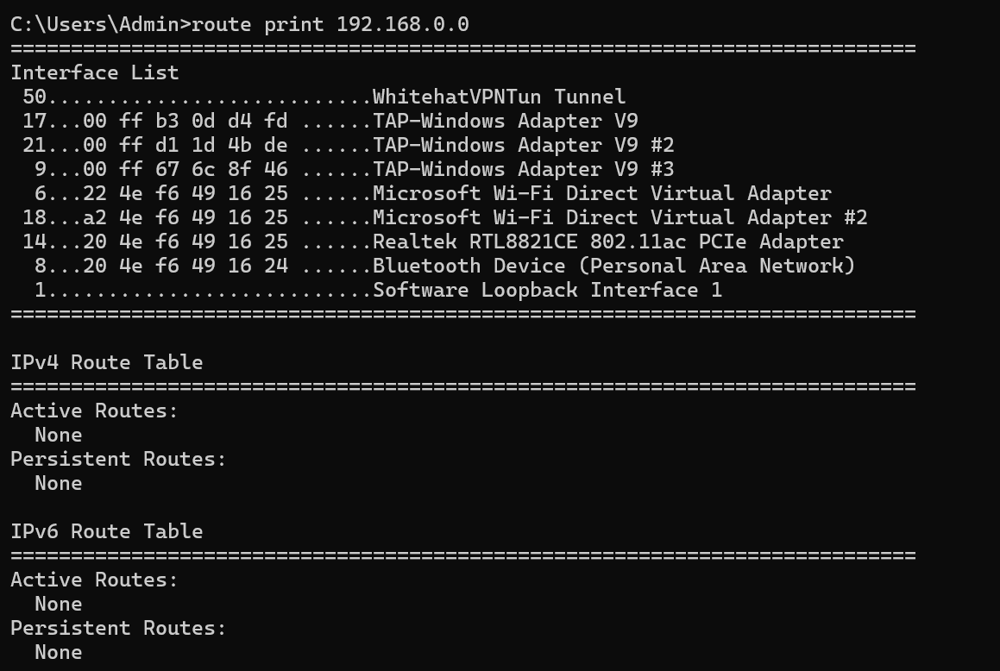 C:\Users\Admin>route print 192.168.0.0
===========================================================================
Interface List
 50...........................WhitehatVPNTun Tunnel
 17...00 ff b3 0d d4 fd ......TAP-Windows Adapter V9
 21...00 ff d1 1d 4b de ......TAP-Windows Adapter V9 #2
  9...00 ff 67 6c 8f 46 ......TAP-Windows Adapter V9 #3
  6...22 4e f6 49 16 25 ......Microsoft Wi-Fi Direct Virtual Adapter
 18...a2 4e f6 49 16 25 ......Microsoft Wi-Fi Direct Virtual Adapter #2
 14...20 4e f6 49 16 25 ......Realtek RTL8821CE 802.11ac PCIe Adapter
  8...20 4e f6 49 16 24 ......Bluetooth Device (Personal Area Network)
  1...........................Software Loopback Interface 1
===========================================================================

IPv4 Route Table
===========================================================================
Active Routes:
  None
Persistent Routes:
  None

IPv6 Route Table
===========================================================================
Active Routes:
  None
Persistent Routes:
  None